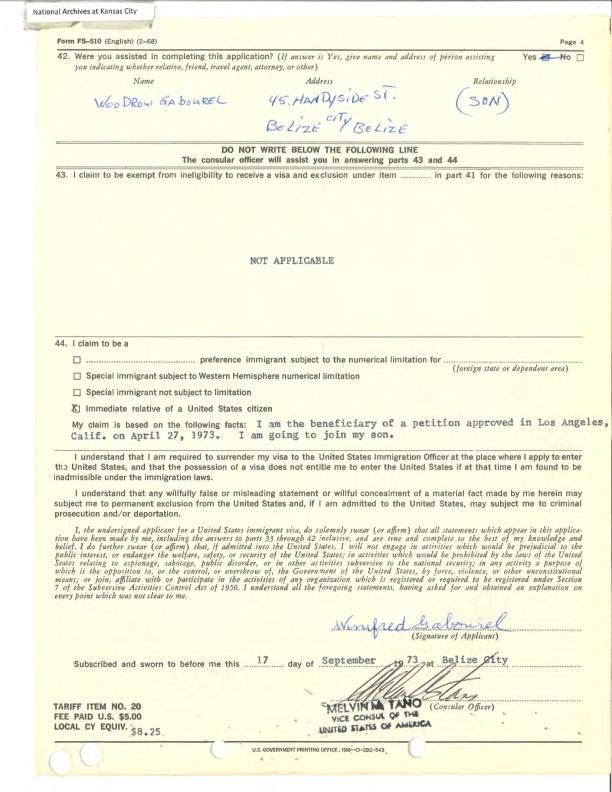 National Archives at Kansas City
Form FS-510 (English) (2-68)
Page 4
42. Were you assisted in completing this application? (If answer is Yes, give name and address of person assisting Yes No
you indicating whether relative, friend, travel agent, attorney, or other)
Name Address Relationship
WOODROW GABOUREL 45. HANDYSIDE ST. (SON)
BELIZE CITY BELIZE
DO NOT WRITE BELOW THE FOLLOWING LINE
The consular officer will assist you in answering parts 43 and 44
43. I claim to be exempt from ineligibility to receive a visa and exclusion under item ............ in part 41 for the following reasons:
NOT APPLICABLE
44. I claim to be a
........................................ preference immigrant subject to the numerical limitation for ........................................
(foreign state or dependent area)
Special immigrant subject to Western Hemisphere numerical limitation
Special immigrant not subject to limitation
X Immediate relative of a United States citizen
My claim is based on the following facts: I am the beneficiary of a petition approved in Los Angeles,
Calif. on April 27, 1973. I am going to join my son.
I understand that I am required to surrender my visa to the United States Immigration Officer at the place where I apply to enter
the United States, and that the possession of a visa does not entitle me to enter the United States if at that time I am found to be
inadmissible under the immigration laws.
I understand that any willfully false or misleading statement or willful concealment of a material fact made by me herein may
subject me to permanent exclusion from the United States and, if I am admitted to the United States, may subject me to criminal
prosecution and/or deportation.
I, the undersigned applicant for a United States immigrant visa, do solemnly swear (or affirm) that all statements which appear in this applica-
tion have been made by me, including the answers to parts 33 through 42 inclusive, and are true and complete to the best of my knowledge and
belief. I do further swear (or affirm) that, if admitted into the United States, I will not engage in activities which would be prejudicial to the
public interest, or endanger the welfare, safety, or security of the United States; in activities which would be prohibited by the laws of the United
States relating to espionage, sabotage, public disorder, or in other activities subversive to the national security; in any activity a purpose of
which is the opposition to, or the control, or overthrow of, the Government of the United States, by force, violence, or other unconstitutional
means; or join, affiliate with or participate in the activities of any organization which is registered or required to be registered under Section
7 of the Subversive Activities Control Act of 1950. I understand all the foregoing statements, having asked for and obtained an explanation on
every point which was not clear to me.
Winifred Gabourel
(Signature of Applicant)
Subscribed and sworn to before me this 17 day of September 1973 at Belize City
MELVIN M TANO (Consular Officer)
VICE CONSUL OF THE
UNITED STATES OF AMERICA
TARIFF ITEM NO. 20
FEE PAID U.S. $5.00
LOCAL CY EQUIV. $8.25.
U.S. GOVERNMENT PRINTING OFFICE : 1968—O-292-543